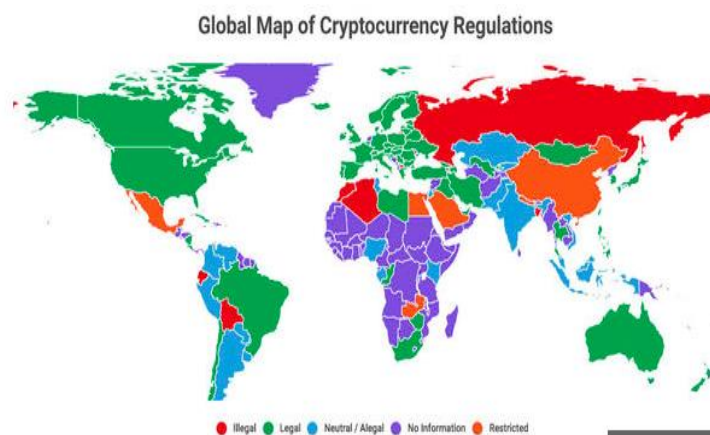 Global Map of Cryptocurrency Regulations
Illegal Legal Neutral / Alegal No Information Restricted